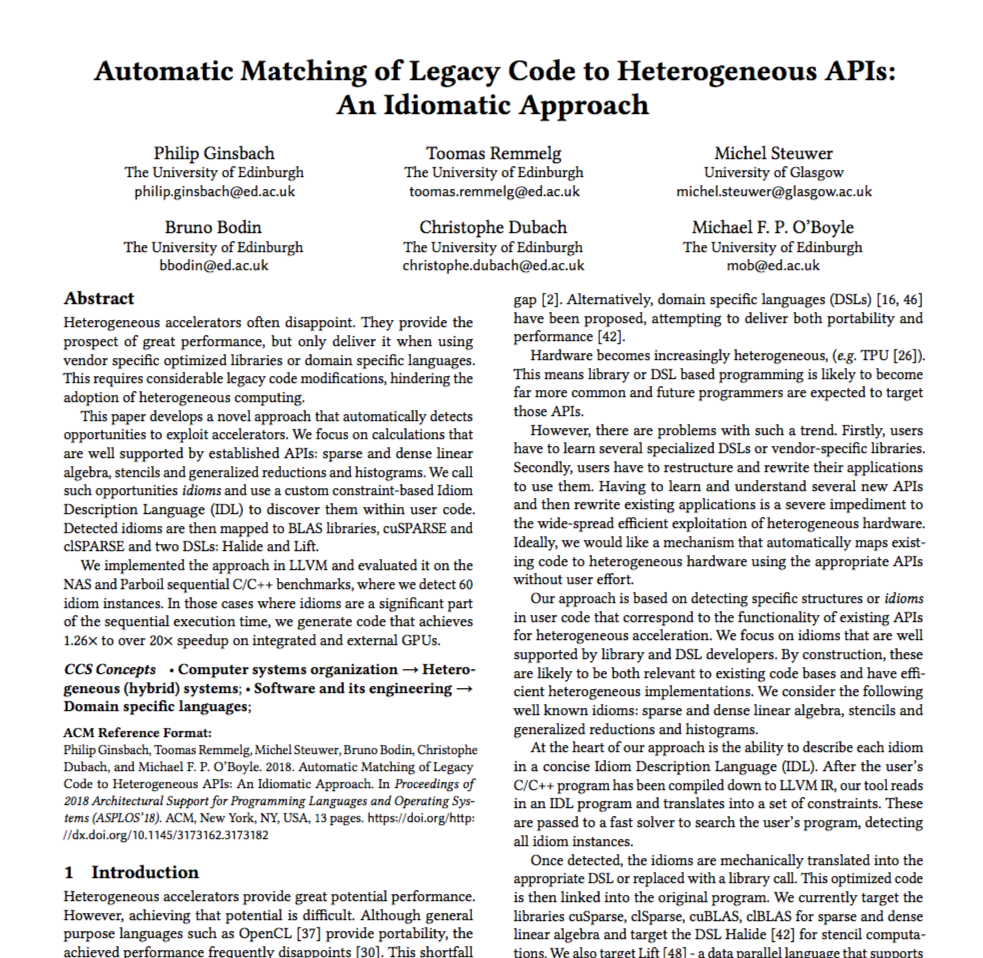 Automatic Matching of Legacy Code to Heterogeneous APIs:
An Idiomatic Approach
Philip Ginsbach
The University of Edinburgh
philip.ginsbach@ed.ac.uk
Toomas Remmelg
The University of Edinburgh
toomas.remmelg@ed.ac.uk
Michel Steuwer
University of Glasgow
michel.steuwer@glasgow.ac.uk
Bruno Bodin
The University of Edinburgh
bbodin@ed.ac.uk
Christophe Dubach
The University of Edinburgh
christophe.dubach@ed.ac.uk
Michael F. P. O'Boyle
The University of Edinburgh
mob@ed.ac.uk
Abstract
Heterogeneous accelerators often disappoint. They provide the
prospect of great performance, but only deliver it when using
vendor specific optimized libraries or domain specific languages.
This requires considerable legacy code modifications, hindering the
adoption of heterogeneous computing.
This paper develops a novel approach that automatically detects
opportunities to exploit accelerators. We focus on calculations that
are well supported by established APIs: sparse and dense linear
algebra, stencils and generalized reductions and histograms. We call
such opportunities idioms and use a custom constraint-based Idiom
Description Language (IDL) to discover them within user code.
Detected idioms are then mapped to BLAS libraries, cuSPARSE and
clSPARSE and two DSLs: Halide and Lift.
We implemented the approach in LLVM and evaluated it on the
NAS and Parboil sequential C/C++ benchmarks, where we detect 60
idiom instances. In those cases where idioms are a significant part
of the sequential execution time, we generate code that achieves
1.26× to over 20× speedup on integrated and external GPUs.
CCS Concepts • Computer systems organization → Hetero-
geneous (hybrid) systems; • Software and its engineering →
Domain specific languages;
ACM Reference Format:
Philip Ginsbach, Toomas Remmelg, Michel Steuwer, Bruno Bodin, Christophe
Dubach, and Michael F. P. O'Boyle. 2018. Automatic Matching of Legacy
Code to Heterogeneous APIs: An Idiomatic Approach. In Proceedings of
2018 Architectural Support for Programming Languages and Operating Sys-
tems (ASPLOS'18). ACM, New York, NY, USA, 13 pages. https://doi.org/http:
//dx.doi.org/10.1145/3173162.3173182
1 Introduction
Heterogeneous accelerators provide great potential performance.
However, achieving that potential is difficult. Although general
purpose languages such as OpenCL [37] provide portability, the
achieved performance frequently disappoints [30]. This shortfall
gap [2]. Alternatively, domain specific languages (DSLs) [16, 46]
have been proposed, attempting to deliver both portability and
performance [42].
Hardware becomes increasingly heterogeneous, (e.g. TPU [26]).
This means library or DSL based programming is likely to become
far more common and future programmers are expected to target
those APIs.
However, there are problems with such a trend. Firstly, users
have to learn several specialized DSLs or vendor-specific libraries.
Secondly, users have to restructure and rewrite their applications
to use them. Having to learn and understand several new APIs
and then rewrite existing applications is a severe impediment to
the wide-spread efficient exploitation of heterogeneous hardware.
Ideally, we would like a mechanism that automatically maps exist-
ing code to heterogeneous hardware using the appropriate APIs
without user effort.
Our approach is based on detecting specific structures or idioms
in user code that correspond to the functionality of existing APIs
for heterogeneous acceleration. We focus on idioms that are well
supported by library and DSL developers. By construction, these
are likely to be both relevant to existing code bases and have effi-
cient heterogeneous implementations. We consider the following
well known idioms: sparse and dense linear algebra, stencils and
generalized reductions and histograms.
At the heart of our approach is the ability to describe each idiom
in a concise Idiom Description Language (IDL). After the user's
C/C++ program has been compiled down to LLVM IR, our tool reads
in an IDL program and translates into a set of constraints. These
are passed to a fast solver to search the user's program, detecting
all idiom instances.
Once detected, the idioms are mechanically translated into the
appropriate DSL or replaced with a library call. This optimized code
is then linked into the original program. We currently target the
libraries cuSparse, clSparse, cuBLAS, clBLAS for sparse and dense
linear algebra and target the DSL Halide [42] for stencil computa-
tions. We also target Lift [48] - a data parallel language that supports